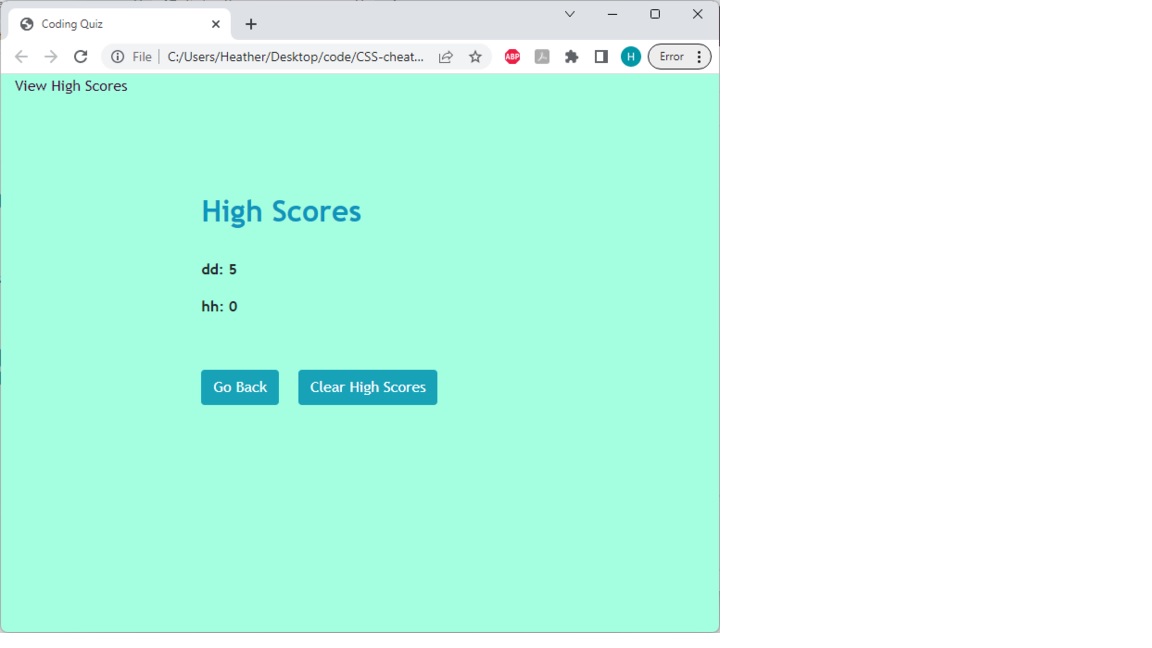 Coding Quiz
File C:/Users/Heather/Desktop/code/CSS-cheat... ABP H Error
View High Scores
High Scores
dd: 5
hh: 0
Go Back Clear High Scores